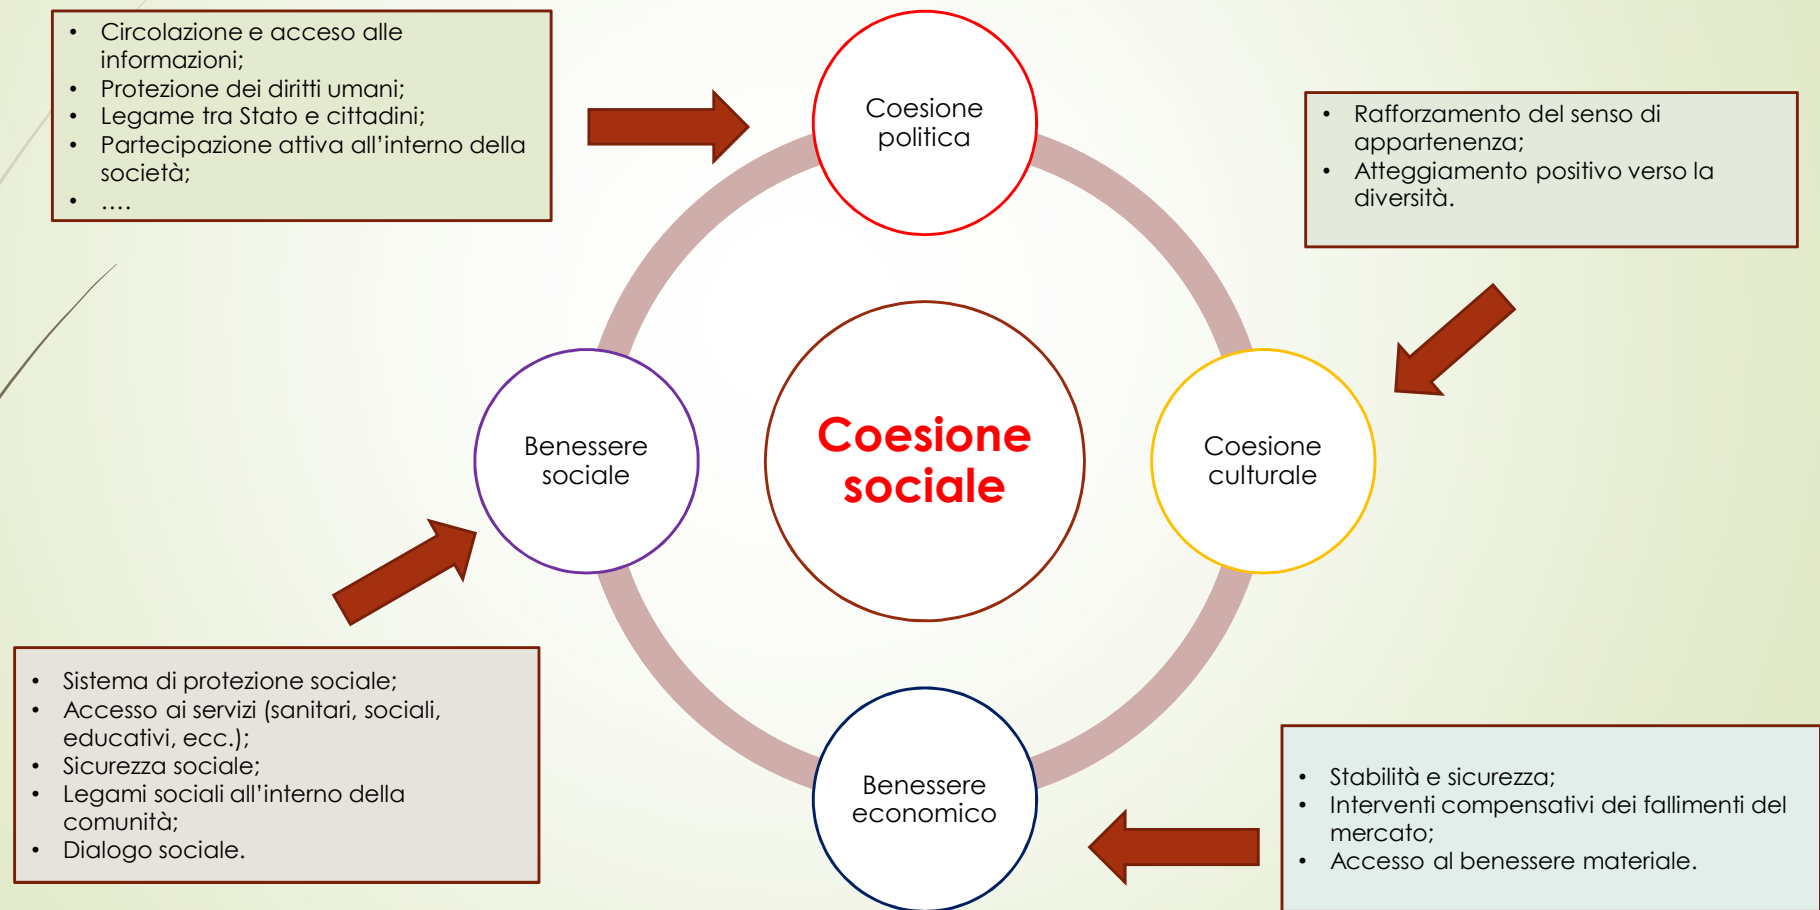 • Circolazione e acceso alle
informazioni;
• Protezione dei diritti umani;
• Legame tra Stato e cittadini;
• Partecipazione attiva all’interno della
società;
• ….
Coesione
politica
• Rafforzamento del senso di
appartenenza;
• Atteggiamento positivo verso la
diversità.
Benessere
sociale
Coesione
sociale
Coesione
culturale
• Sistema di protezione sociale;
• Accesso ai servizi (sanitari, sociali,
educativi, ecc.);
• Sicurezza sociale;
• Legami sociali all’interno della
comunità;
• Dialogo sociale.
Benessere
economico
• Stabilità e sicurezza;
• Interventi compensativi dei fallimenti del
mercato;
• Accesso al benessere materiale.